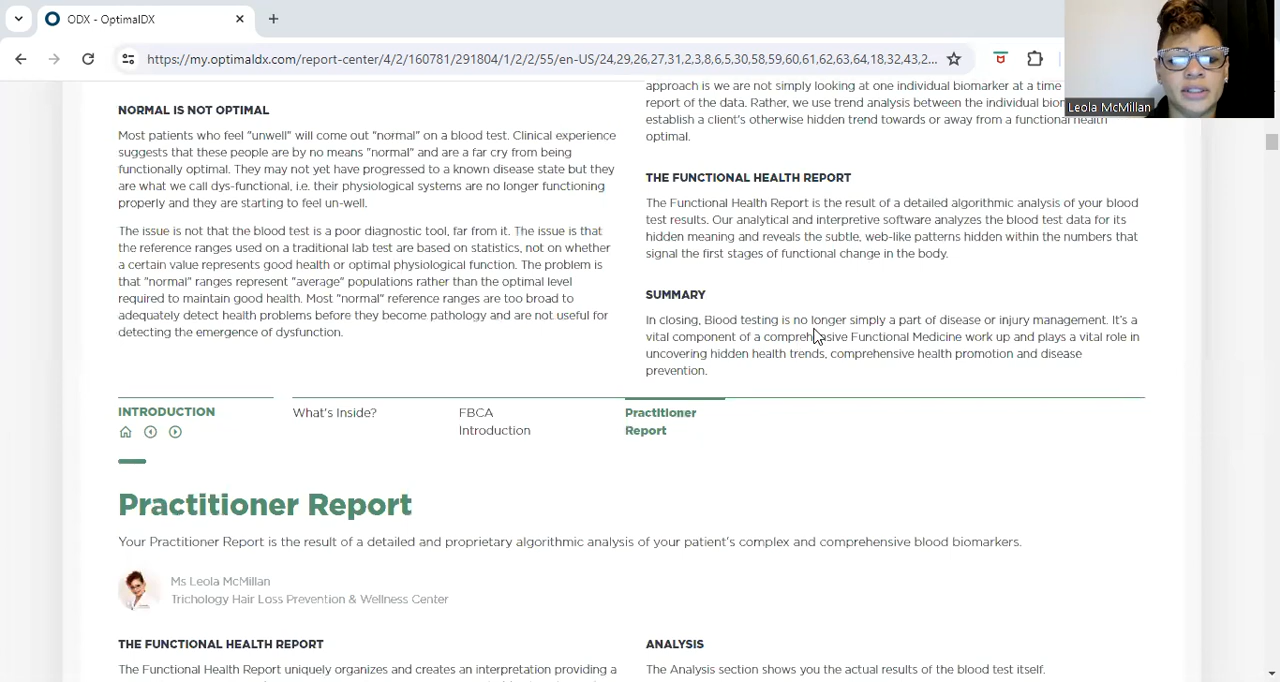 ODX - OptimalDX
https://my.optimaldx.com/report-center/4/2/160781/291804/1/2/2/55/en-US/24,29,26,27,31,2,3,8,6,5,30,58,59,60,61,62,63,64,18,32,43,2...
Leola McMillan
NORMAL IS NOT OPTIMAL
Most patients who feel "unwell" will come out "normal" on a blood test. Clinical experience
suggests that these people are by no means "normal" and are a far cry from being
functionally optimal. They may not yet have progressed to a known disease state but they
are what we call dys-functional, i.e. their physiological systems are no longer functioning
properly and they are starting to feel un-well.
The issue is not that the blood test is a poor diagnostic tool, far from it. The issue is that
the reference ranges used on a traditional lab test are based on statistics, not on whether
a certain value represents good health or optimal physiological function. The problem is
that "normal" ranges represent "average" populations rather than the optimal level
required to maintain good health. Most "normal" reference ranges are too broad to
adequately detect health problems before they become pathology and are not useful for
detecting the emergence of dysfunction.
approach is we are not simply looking at one individual biomarker at a time
report of the data. Rather, we use trend analysis between the individual
establish a client's otherwise hidden trend towards or away from a functional health
optimal.
THE FUNCTIONAL HEALTH REPORT
The Functional Health Report is the result of a detailed algorithmic analysis of your blood
test results. Our analytical and interpretive software analyzes the blood test data for its
hidden meaning and reveals the subtle, web-like patterns hidden within the numbers that
signal the first stages of functional change in the body.
SUMMARY
In closing, Blood testing is no longer simply a part of disease or injury management. It's a
vital component of a comprehensive Functional Medicine work up and plays a vital role in
uncovering hidden health trends, comprehensive health promotion and disease
prevention.
INTRODUCTION
What's Inside?
FBCA
Introduction
Practitioner
Report
Practitioner Report
Your Practitioner Report is the result of a detailed and proprietary algorithmic analysis of your patient's complex and comprehensive blood biomarkers.
Ms Leola McMillan
Trichology Hair Loss Prevention & Wellness Center
THE FUNCTIONAL HEALTH REPORT
The Functional Health Report uniquely organizes and creates an interpretation providing a
ANALYSIS
The Analysis section shows you the actual results of the blood test itself.